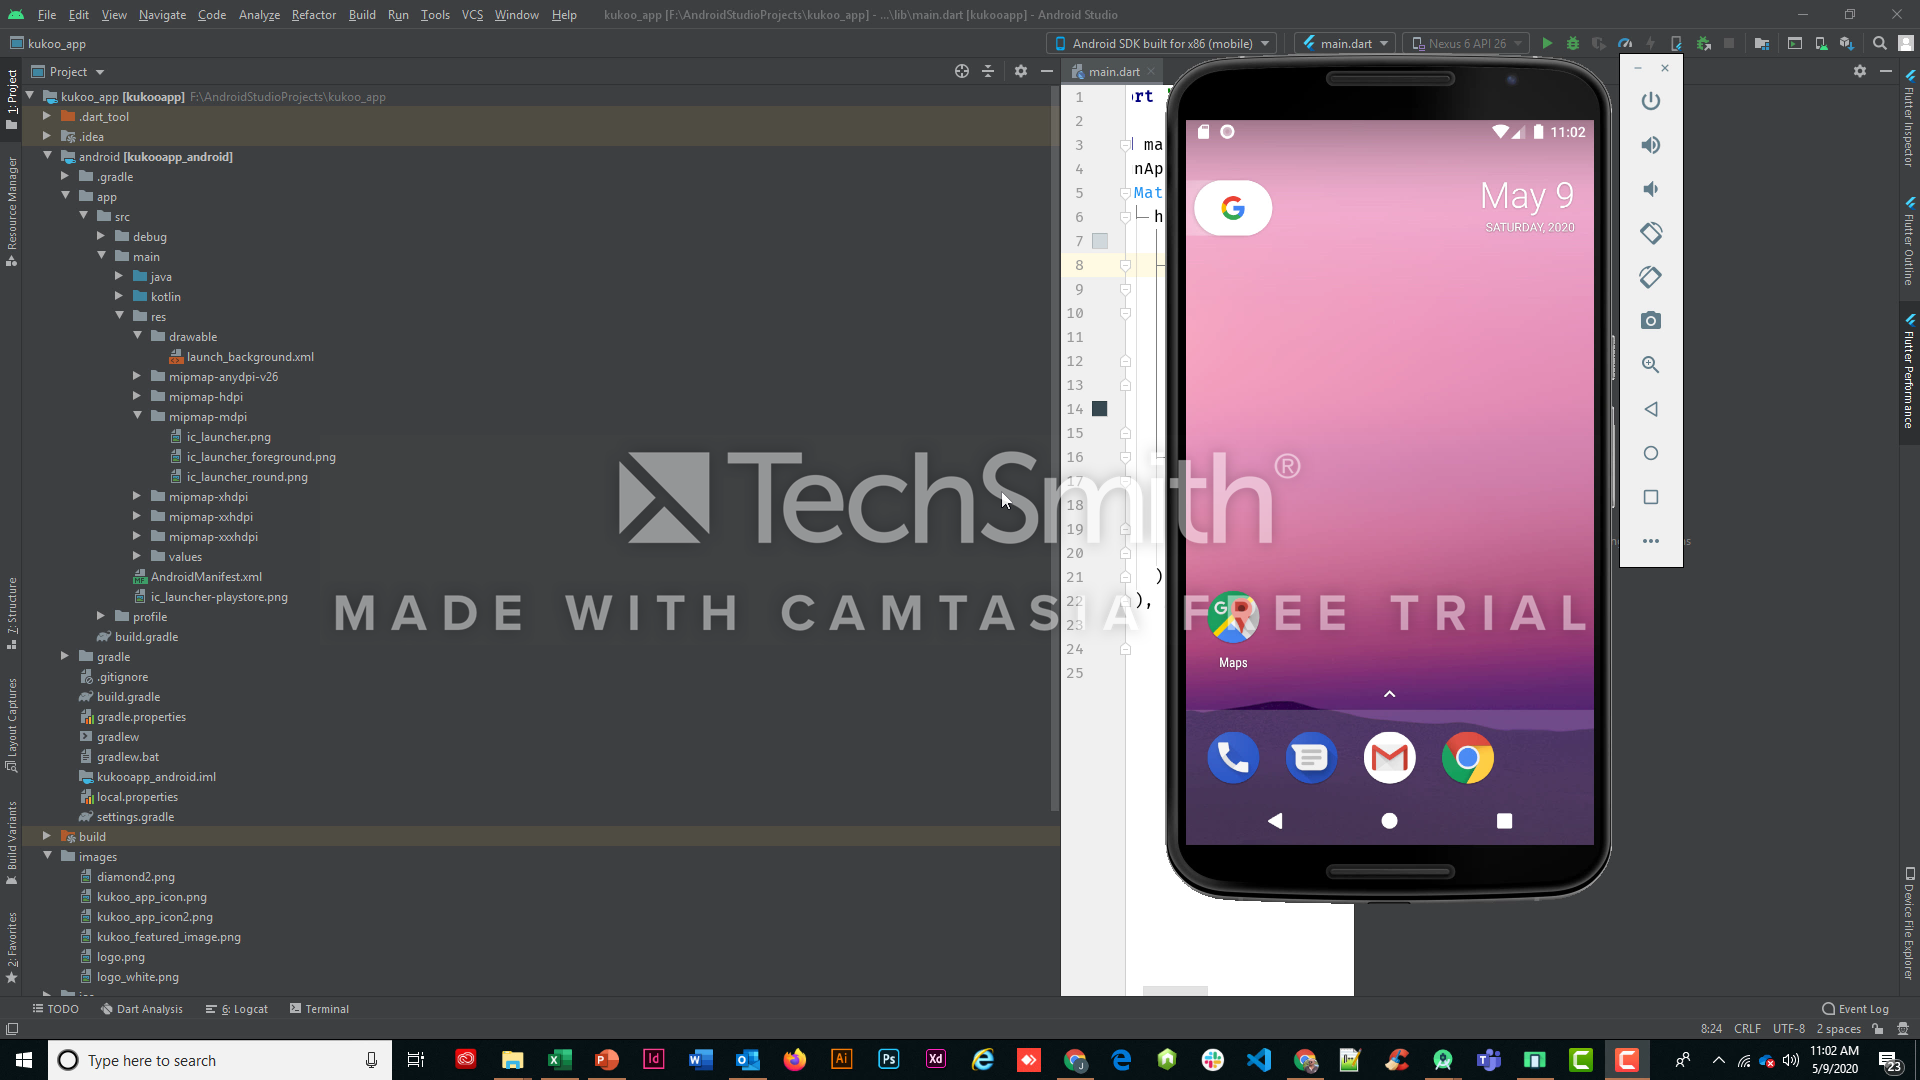 File Edit View Navigate Code Analyze Refactor Build Run Tools VCS Window Help kukoo_app [F:\AndroidStudioProjects\kukoo_app] - ...\lib\main.dart [kukooapp] - Android Studio
kukoo_app
Android SDK built for x86 (mobile)
main.dart
Nexus 6 API 26
Project
main.dart
kukoo_app [kukooapp] F:\AndroidStudioProjects\kukoo_app
.dart_tool
.idea
android [kukooapp_android]
.gradle
app
src
debug
main
java
kotlin
res
drawable
launch_background.xml
mipmap-anydpi-v26
mipmap-hdpi
mipmap-mdpi
ic_launcher.png
ic_launcher_foreground.png
ic_launcher_round.png
mipmap-xhdpi
mipmap-xxhdpi
mipmap-xxxhdpi
values
AndroidManifest.xml
ic_launcher-playstore.png
profile
build.gradle
gradle
.gitignore
build.gradle
gradle.properties
gradlew
gradlew.bat
kukooapp_android.iml
local.properties
settings.gradle
build
images
diamond2.png
kukoo_app_icon.png
kukoo_app_icon2.png
kukoo_featured_image.png
logo.png
logo_white.png
1: Project
Resource Manager
7: Structure
Layout Captures
Build Variants
2: Favorites
1 ort
2
3 ma
4 nAp
5 Mat
6 h
7
8
9
10
11
12
13
14
15
16
17
18
19
20
21 )
22 ),
23
24
25
11:02
May 9
SATURDAY, 2020
G
Maps
TechSmith®
MADE WITH CAMTASIA FREE TRIAL
Flutter Inspector
Flutter Outline
Flutter Performance
Device File Explorer
TODO Dart Analysis 6: Logcat Terminal Event Log
8:24 CRLF UTF-8 2 spaces
Type here to search
Id
Ai
Ps
Xd
11:02 AM
5/9/2020
23